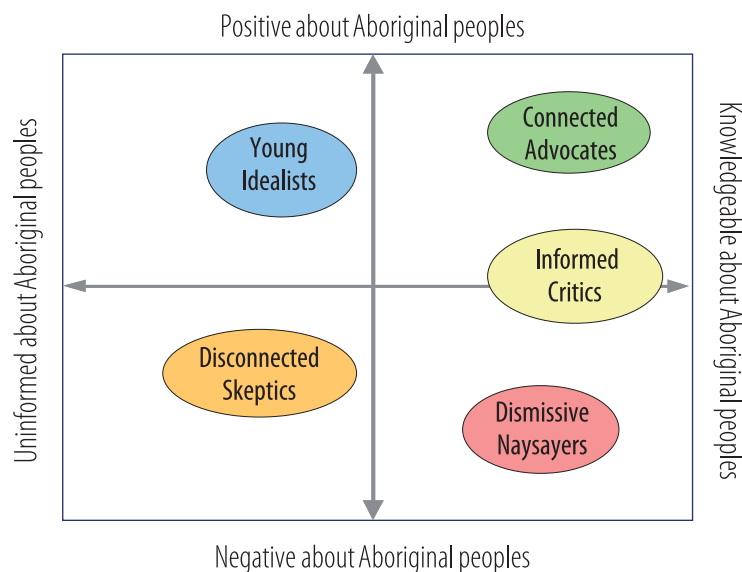 Positive about Aboriginal peoples
Uninformed about Aboriginal peoples
Young
Idealists
Connected
Advocates
Informed
Critics
Disconnected
Skeptics
Dismissive
Naysayers
Knowledgeable about Aboriginal peoples
Negative about Aboriginal peoples